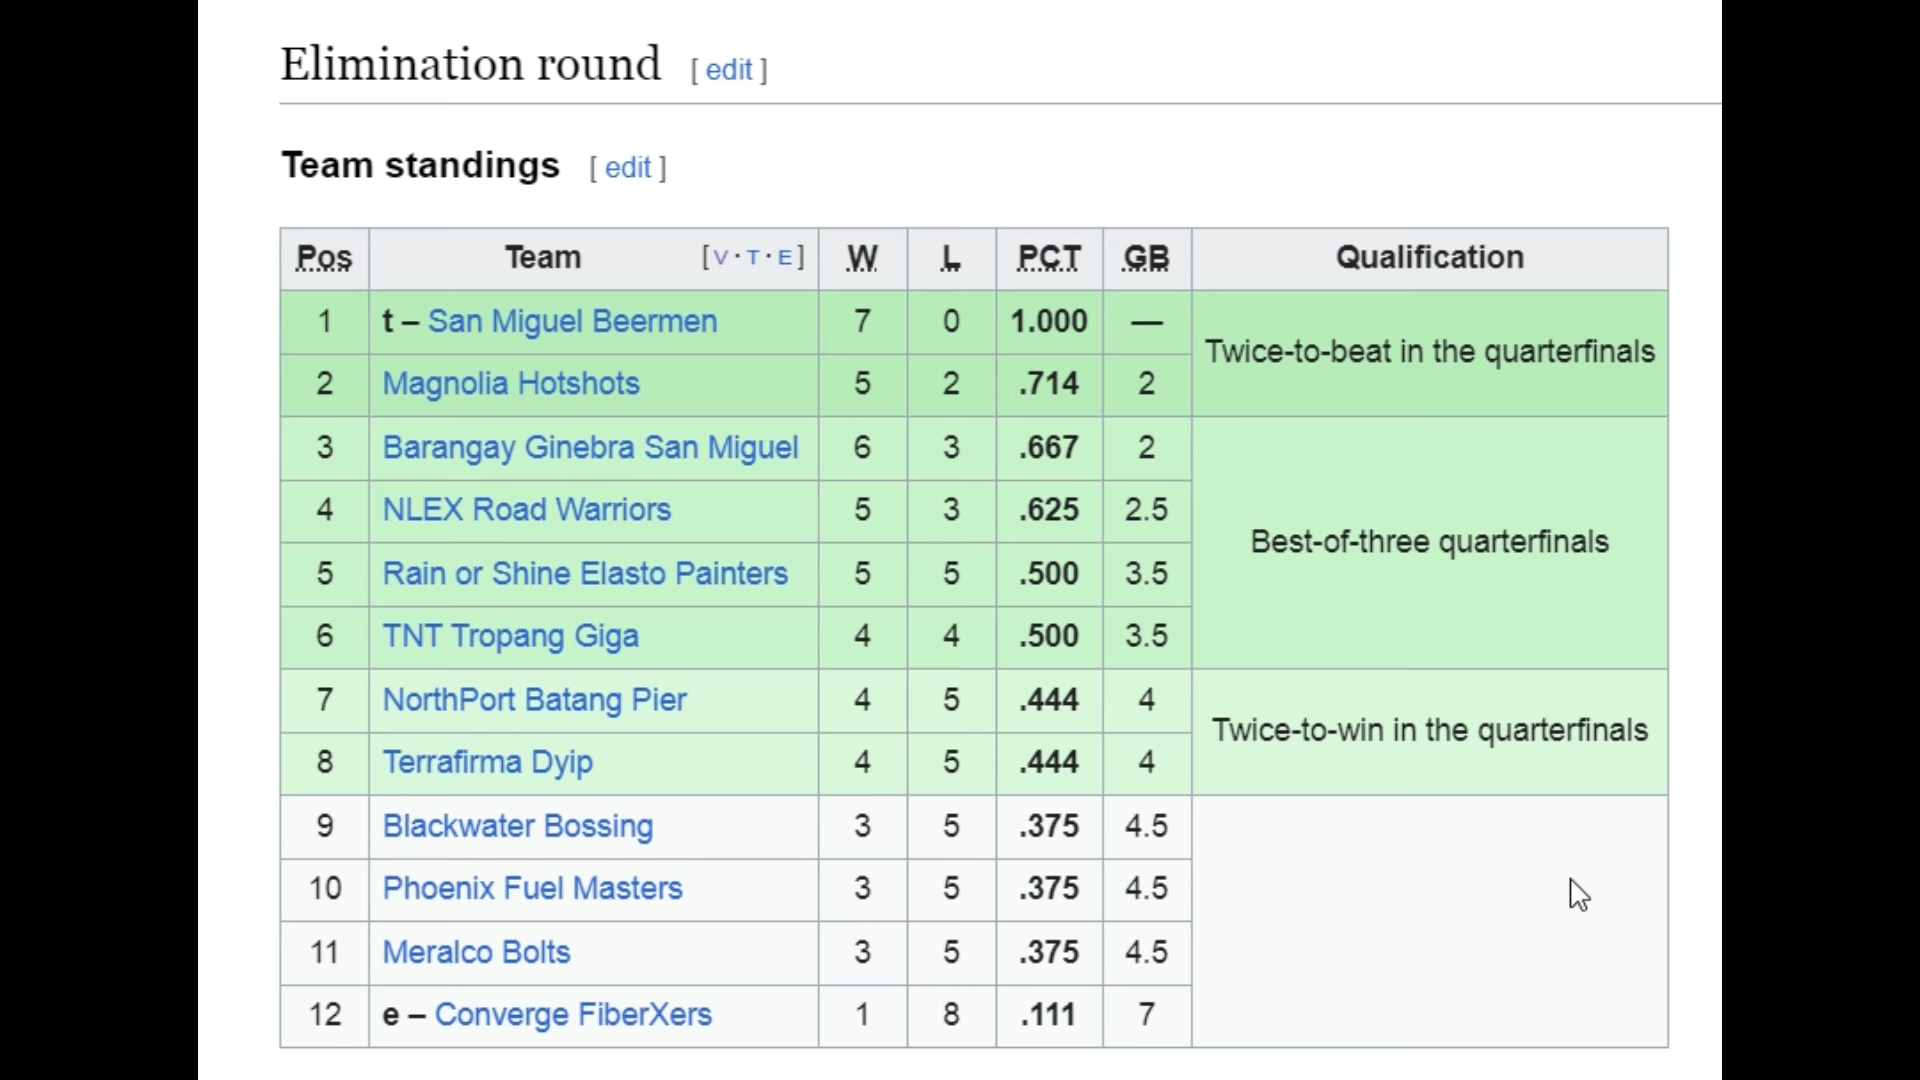 Elimination round [ edit ]
Team standings [ edit ]
Pos Team [V · T · E] W L PCT GB Qualification
1 t – San Miguel Beermen 7 0 1.000 — Twice-to-beat in the quarterfinals
2 Magnolia Hotshots 5 2 .714 2
3 Barangay Ginebra San Miguel 6 3 .667 2 Best-of-three quarterfinals
4 NLEX Road Warriors 5 3 .625 2.5
5 Rain or Shine Elasto Painters 5 5 .500 3.5
6 TNT Tropang Giga 4 4 .500 3.5
7 NorthPort Batang Pier 4 5 .444 4 Twice-to-win in the quarterfinals
8 Terrafirma Dyip 4 5 .444 4
9 Blackwater Bossing 3 5 .375 4.5
10 Phoenix Fuel Masters 3 5 .375 4.5
11 Meralco Bolts 3 5 .375 4.5
12 e – Converge FiberXers 1 8 .111 7